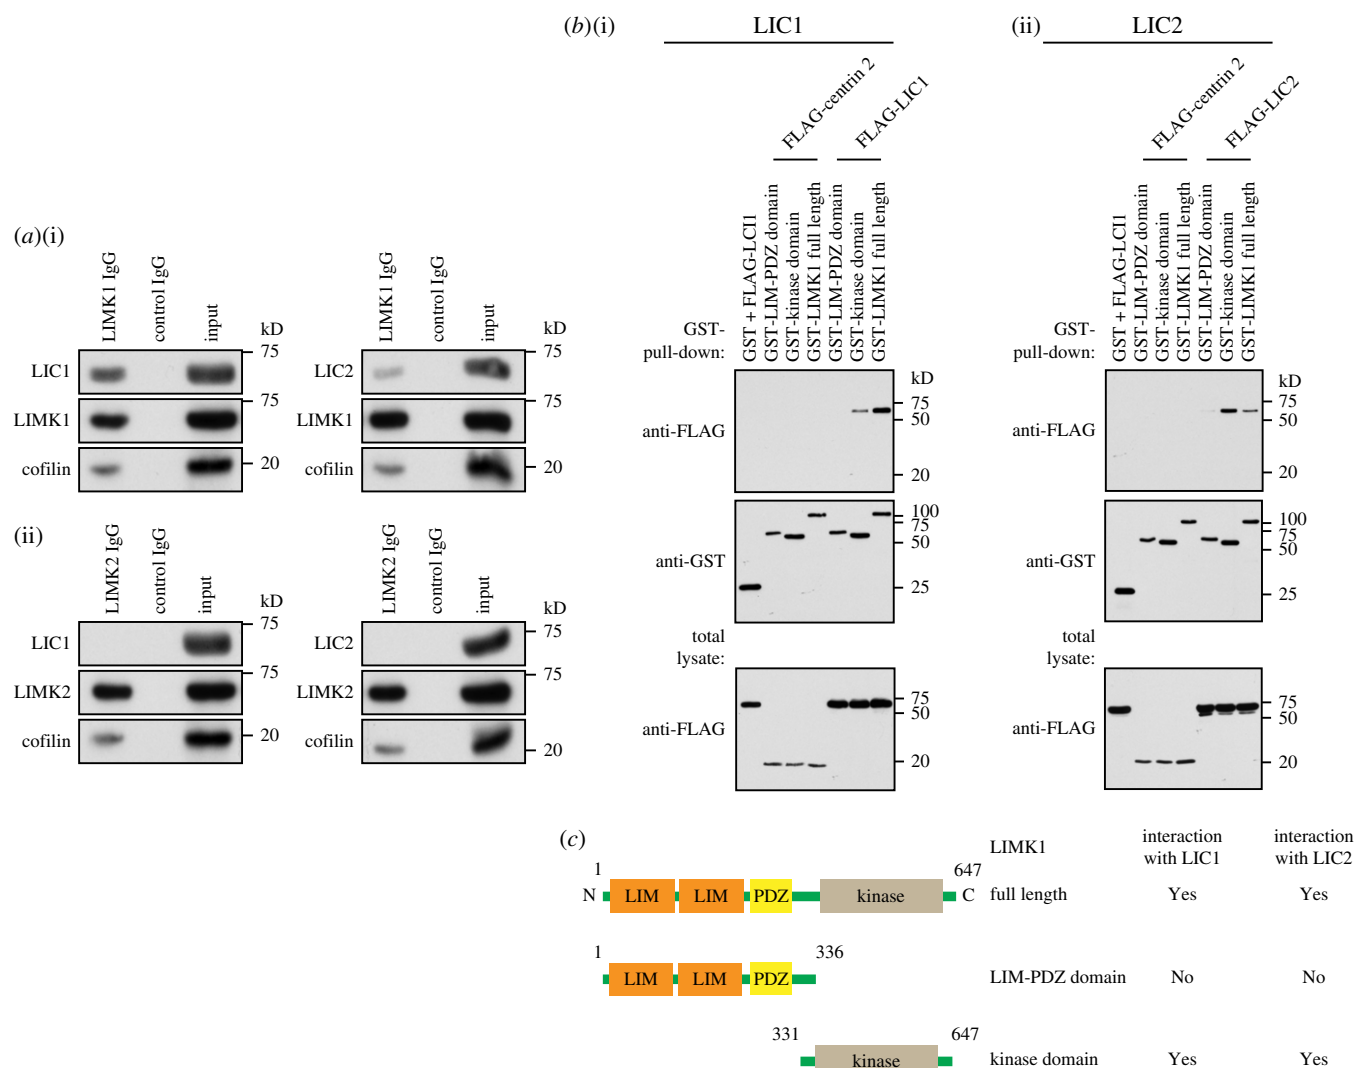 (a)(i)
LIMK1 IgG
control IgG
input
kD
LIC1
75
LIMK1
75
cofilin
20
LIMK1 IgG
control IgG
input
kD
LIC2
75
LIMK1
75
cofilin
20
(ii)
LIMK2 IgG
control IgG
input
kD
LIC1
75
LIMK2
75
cofilin
20
LIMK2 IgG
control IgG
input
kD
LIC2
75
LIMK2
75
cofilin
20
(b)(i)
LIC1
FLAG-centrin 2
FLAG-LIC1
GST-
pull-down:
GST + FLAG-LCI1
GST-LIM-PDZ domain
GST-kinase domain
GST-LIMK1 full length
GST-LIM-PDZ domain
GST-kinase domain
GST-LIMK1 full length
kD
anti-FLAG
75
50
20
anti-GST
100
75
50
25
total
lysate:
anti-FLAG
75
50
20
(ii)
LIC2
FLAG-centrin 2
FLAG-LIC2
GST-
pull-down:
GST + FLAG-LCI1
GST-LIM-PDZ domain
GST-kinase domain
GST-LIMK1 full length
GST-LIM-PDZ domain
GST-kinase domain
GST-LIMK1 full length
kD
anti-FLAG
75
50
20
anti-GST
100
75
50
25
total
lysate:
anti-FLAG
75
50
20
(c)
LIMK1
interaction
with LIC1
interaction
with LIC2
1
647
N LIM LIM PDZ kinase C
full length Yes Yes
1
336
LIM LIM PDZ
LIM-PDZ domain No No
331
647
kinase
kinase domain Yes Yes